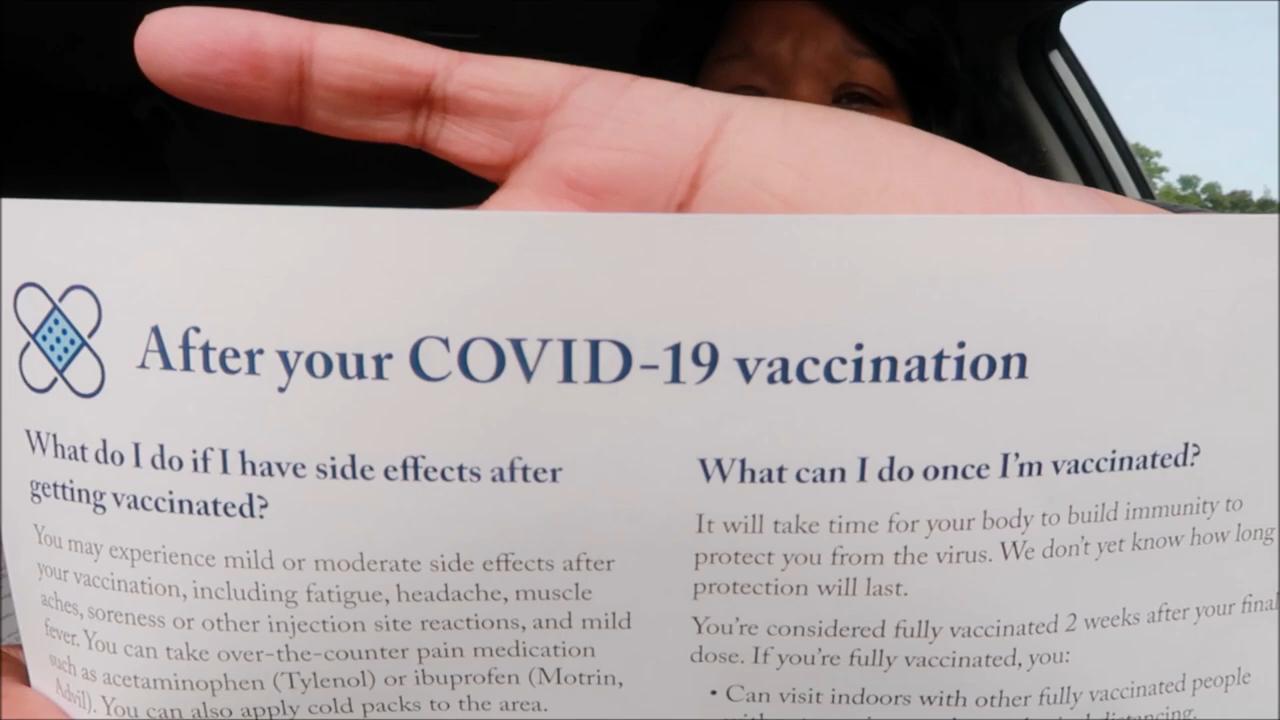 After your COVID-19 vaccination
What do I do if I have side effects after
getting vaccinated?
You may experience mild or moderate side effects after
your vaccination, including fatigue, headache, muscle
aches, soreness or other injection site reactions, and mild
fever. You can take over-the-counter pain medication
such as acetaminophen (Tylenol) or ibuprofen (Motrin,
Advil). You can also apply cold packs to the area.
What can I do once I'm vaccinated?
It will take time for your body to build immunity to
protect you from the virus. We don't yet know how long
protection will last.
You're considered fully vaccinated 2 weeks after your final
dose. If you're fully vaccinated, you:
• Can visit indoors with other fully vaccinated people
distancing.